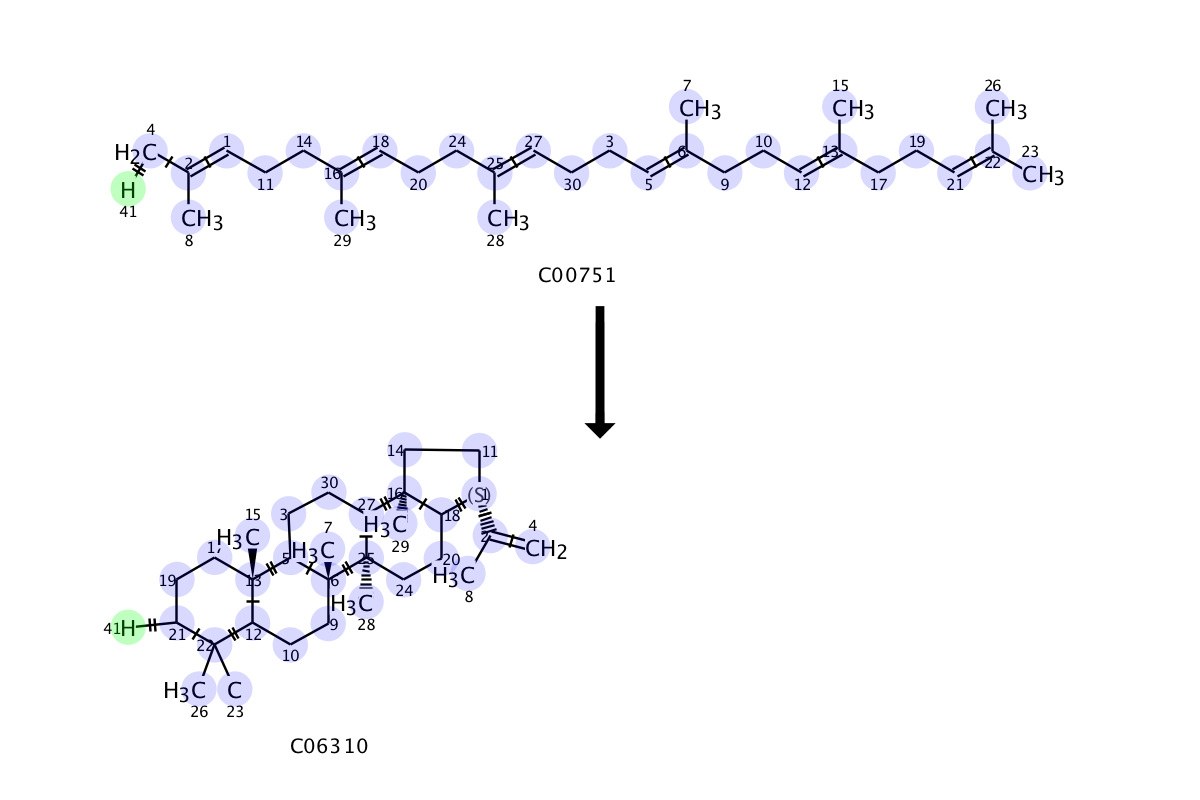 7 15 26
CH3 CH3 CH3
4 1 14 18 24 27 3 6 10 13 19 22 23
H2C 2 11 16 20 25 30 5 9 12 17 21 CH3
H
41
CH3 CH3 CH3
8 29 28
C00751
14 11
30 16 (S) 1
3 27 18 4
15 7 H3C 2 CH2
H3C H3C 29
17 5 25 20 H3C
19 13 6 24 8
H3C
41 H 21 22 12 9 28
10
H3C C
26 23
C06310